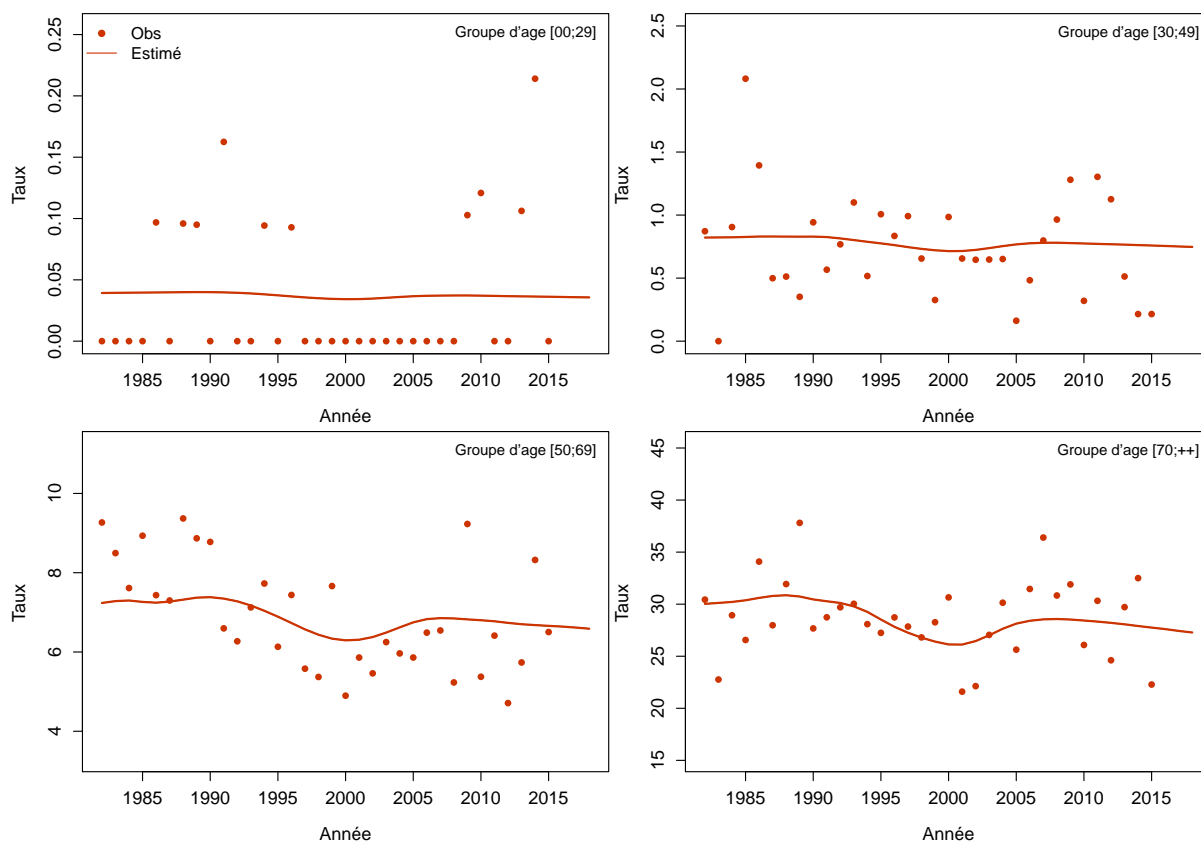 Groupe d'age [00;29]
Obs
Estimé
Taux
0.00 0.05 0.10 0.15 0.20 0.25
1985 1990 1995 2000 2005 2010 2015
Année
Groupe d'age [30;49]
Taux
0.0 0.5 1.0 1.5 2.0 2.5
1985 1990 1995 2000 2005 2010 2015
Année
Groupe d'age [50;69]
Taux
4 6 8 10
1985 1990 1995 2000 2005 2010 2015
Année
Groupe d'age [70;++]
Taux
15 20 25 30 35 40 45
1985 1990 1995 2000 2005 2010 2015
Année